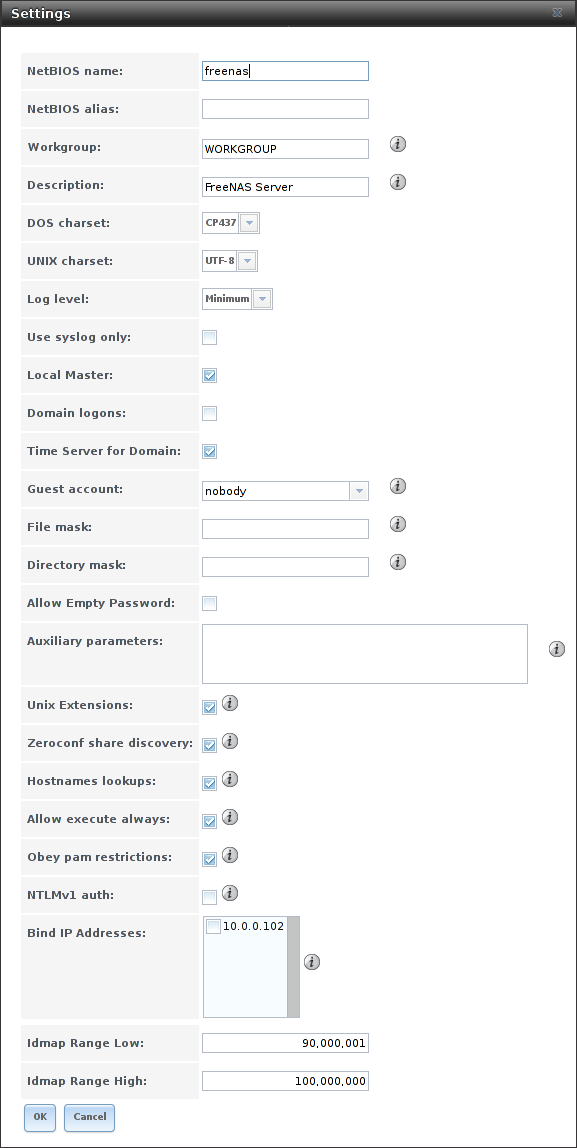 Settings
NetBIOS name: freenas
NetBIOS alias:
Workgroup: WORKGROUP
Description: FreeNAS Server
DOS charset: CP437
UNIX charset: UTF-8
Log level: Minimum
Use syslog only:
Local Master:
Domain logons:
Time Server for Domain:
Guest account: nobody
File mask:
Directory mask:
Allow Empty Password:
Auxiliary parameters:
Unix Extensions:
Zeroconf share discovery:
Hostnames lookups:
Allow execute always:
Obey pam restrictions:
NTLMv1 auth:
Bind IP Addresses: 10.0.0.102
Idmap Range Low: 90,000,001
Idmap Range High: 100,000,000
OK Cancel